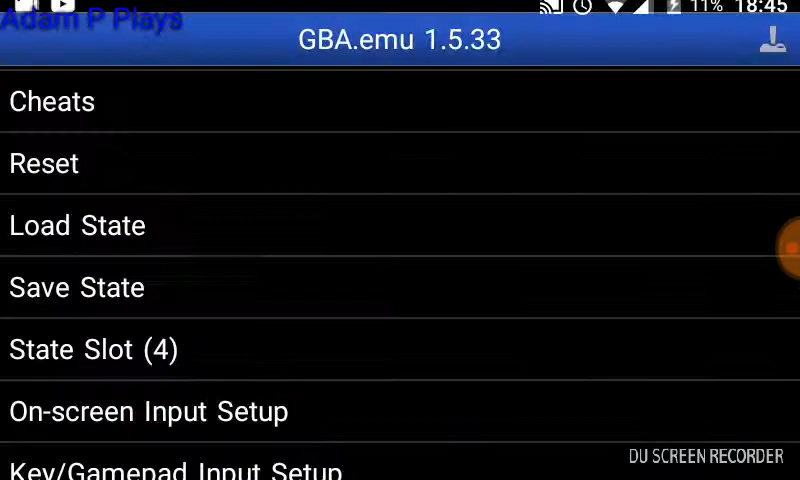 11% 18:45
Adam P Plays
GBA.emu 1.5.33
Cheats
Reset
Load State
Save State
State Slot (4)
On-screen Input Setup
Key/Gamepad Input Setup
DU SCREEN RECORDER